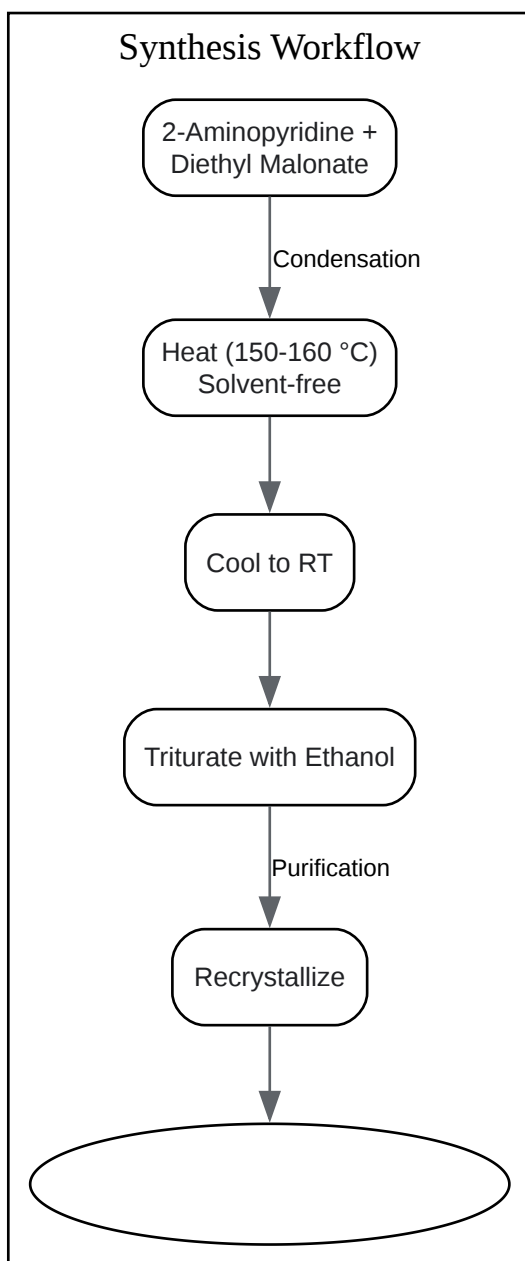 Synthesis Workflow
2-Aminopyridine +
Diethyl Malonate
Condensation
Heat (150-160 °C)
Solvent-free
Cool to RT
Triturate with Ethanol
Purification
Recrystallize